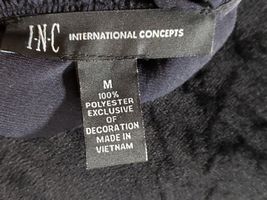 I·N·C INTERNATIONAL CONCEPTS
M
100%
POLYESTER
EXCLUSIVE
OF
DECORATION
MADE IN
VIETNAM